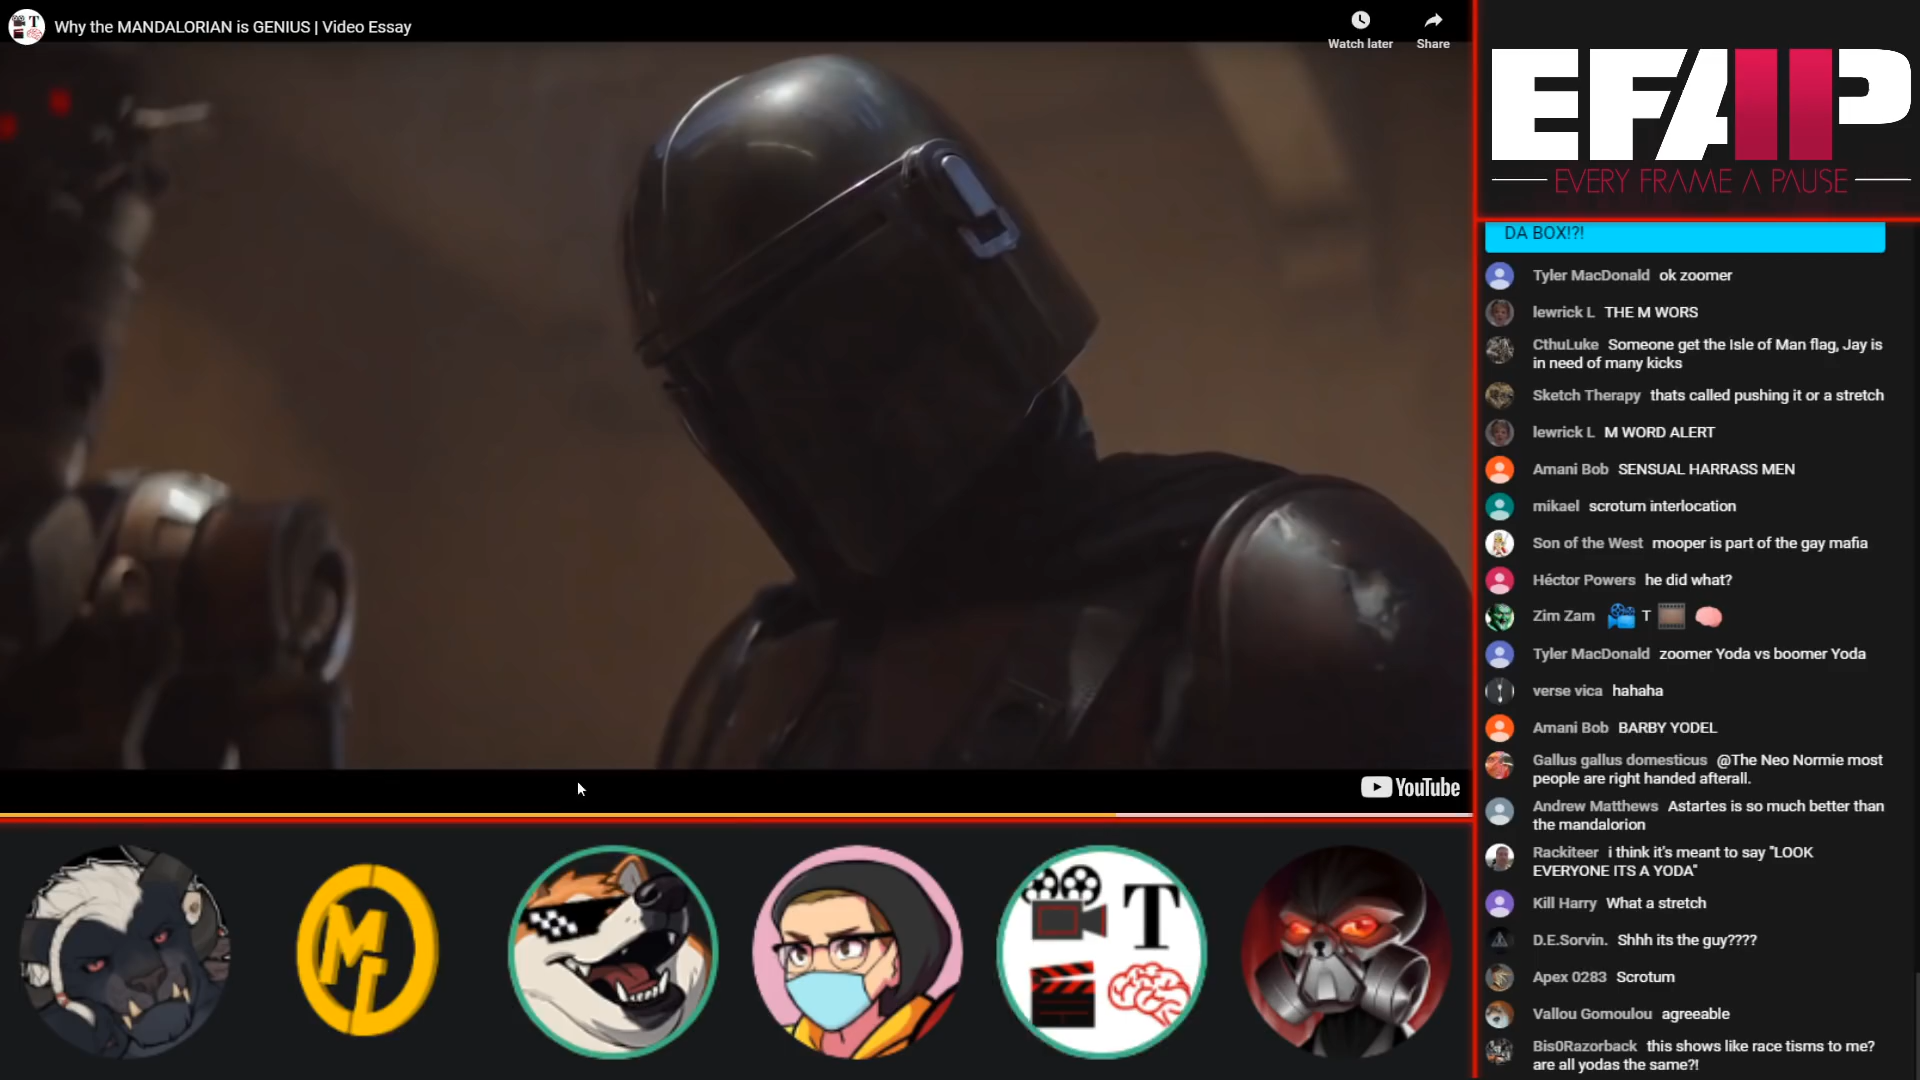 T
Why the MANDALORIAN is GENIUS | Video Essay
Watch later
Share
YouTube
EFAP
EVERY FRAME A PAUSE
DA BOX!?!
Tyler MacDonald ok zoomer
lewrick L THE M WORS
CthuLuke Someone get the Isle of Man flag, Jay is
in need of many kicks
Sketch Therapy thats called pushing it or a stretch
lewrick L M WORD ALERT
Amani Bob SENSUAL HARRASS MEN
mikael scrotum interlocation
Son of the West mooper is part of the gay mafia
Héctor Powers he did what?
Zim Zam 🎥 T 🎞️ 🧠
Tyler MacDonald zoomer Yoda vs boomer Yoda
verse vica hahaha
Amani Bob BARBY YODEL
Gallus gallus domesticus @The Neo Normie most
people are right handed afterall.
Andrew Matthews Astartes is so much better than
the mandalorion
Rackiteer i think it's meant to say "LOOK
EVERYONE ITS A YODA"
Kill Harry What a stretch
D.E.Sorvin. Shhh its the guy????
Apex 0283 Scrotum
Vallou Gomoulou agreeable
Bis0Razorback this shows like race tisms to me?
are all yodas the same?!
T